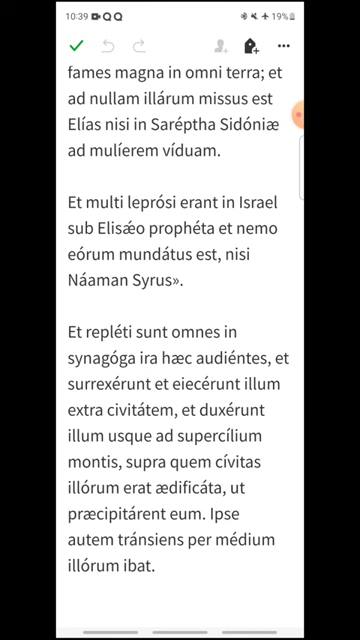 10:39
19%
fames magna in omni terra; et
ad nullam illárum missus est
Elías nisi in Saréptha Sidóniæ
ad mulíerem víduam.
Et multi leprósi erant in Israel
sub Eliséo prophéta et nemo
eórum mundátus est, nisi
Náaman Syrus».
Et repléti sunt omnes in
synagóga ira hæc audiéntes, et
surrexérunt et eiecérunt illum
extra civitátem, et duxérunt
illum usque ad supercílium
montis, supra quem cívitas
illórum erat ædificáta, ut
præcipitárent eum. Ipse
autem tránsiens per médium
illórum ibat.